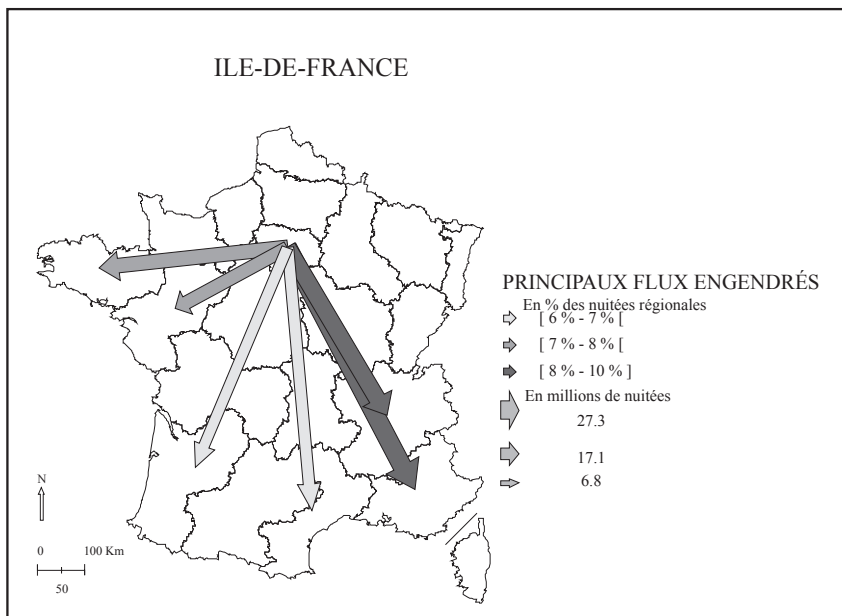 ILE-DE-FRANCE
PRINCIPAUX FLUX ENGENDRÉS
En % des nuitées régionales
[ 6 % - 7 % [
[ 7 % - 8 % [
[ 8 % - 10 % ]
En millions de nuitées
27.3
17.1
6.8
N
0 100 Km
50